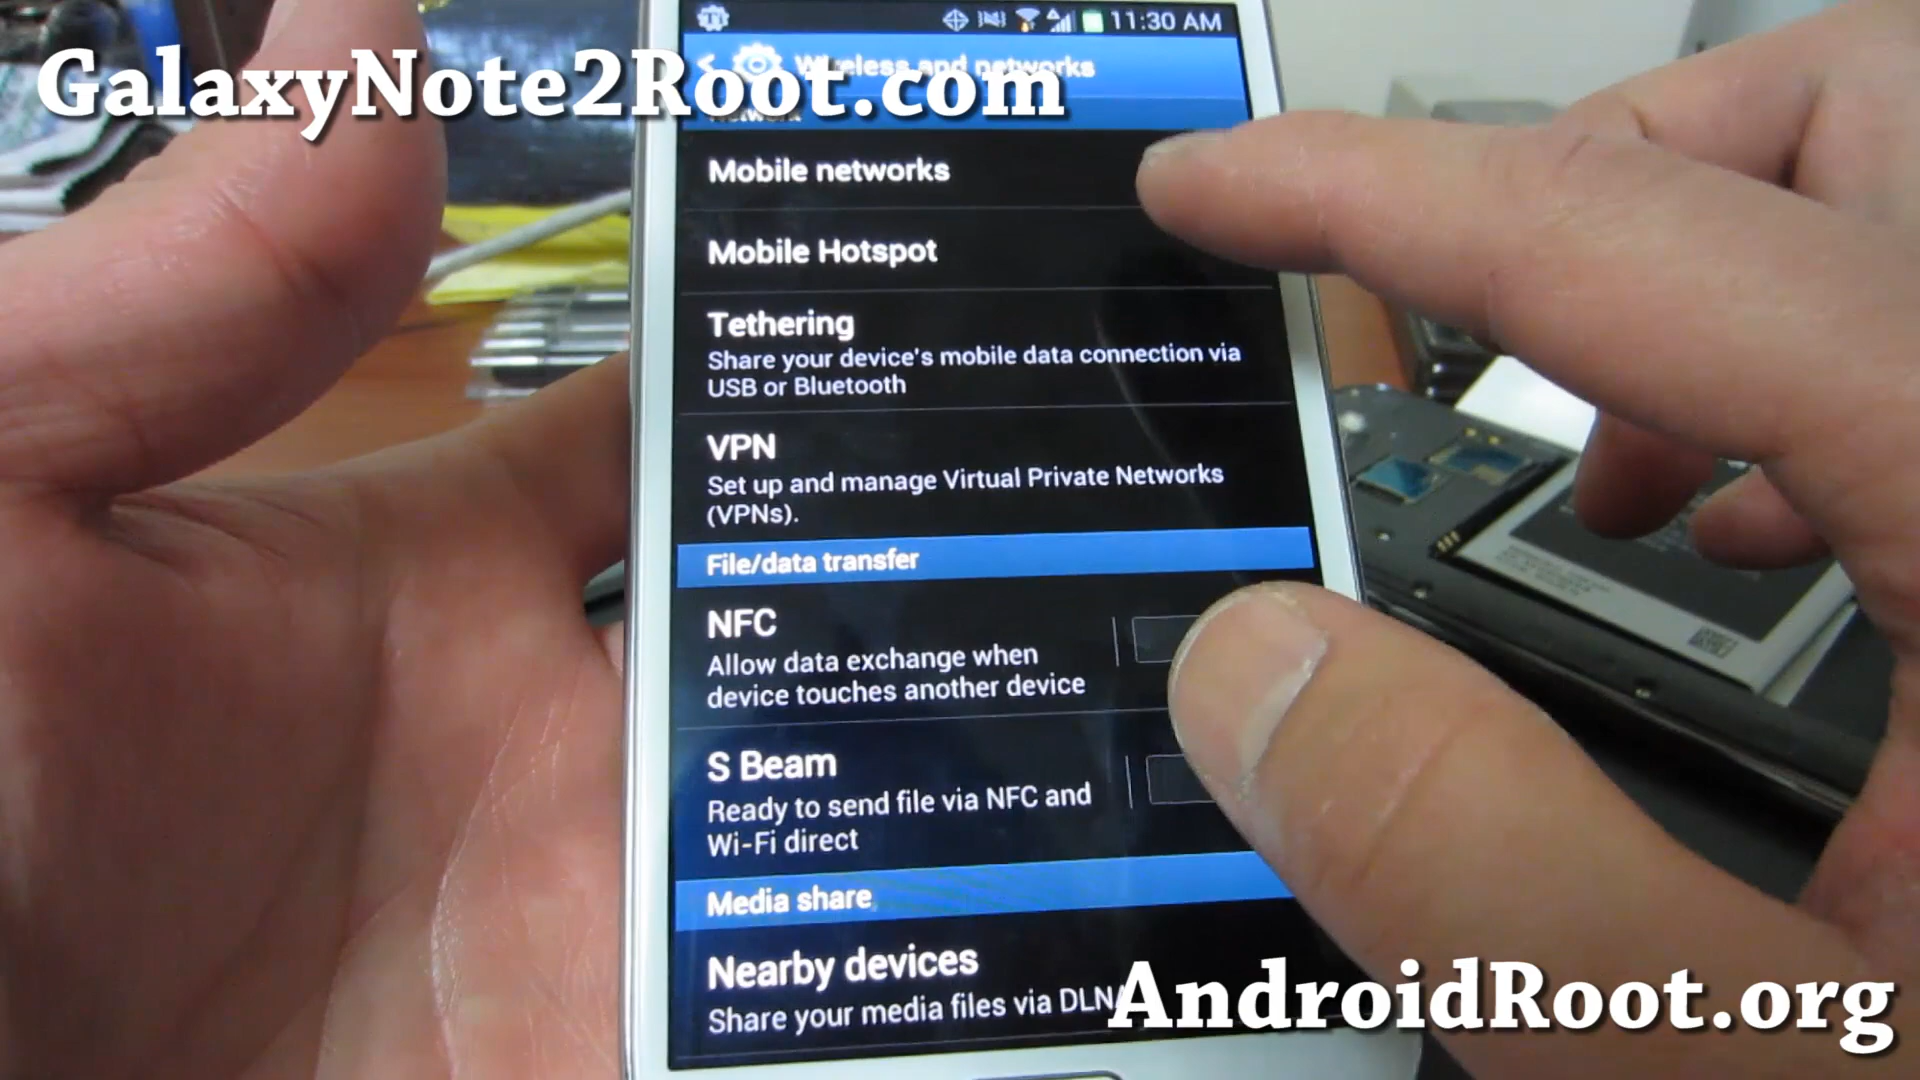 11:30 AM
GalaxyNote2Root.com
Wireless and networks
Network
Mobile networks
Mobile Hotspot
Tethering
Share your device's mobile data connection via
USB or Bluetooth
VPN
Set up and manage Virtual Private Networks
(VPNs).
File/data transfer
NFC
Allow data exchange when
device touches another device
S Beam
Ready to send file via NFC and
Wi-Fi direct
Media share
Nearby devices
Share your media files via DLNA
AndroidRoot.org